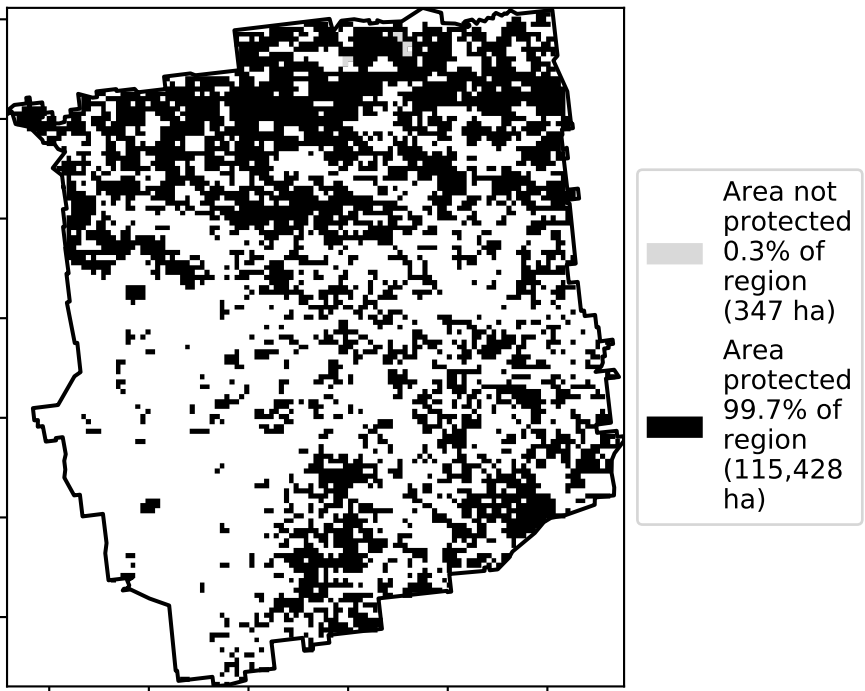 Area not
protected
0.3% of
region
(347 ha)
Area
protected
99.7% of
region
(115,428
ha)